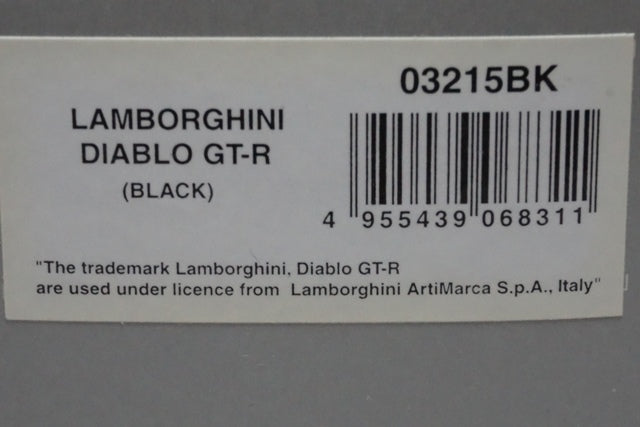 LAMBORGHINI
DIABLO GT-R
(BLACK)
03215BK
4 955439 068311
"The trademark Lamborghini, Diablo GT-R
are used under licence from Lamborghini ArtiMarca S.p.A., Italy"